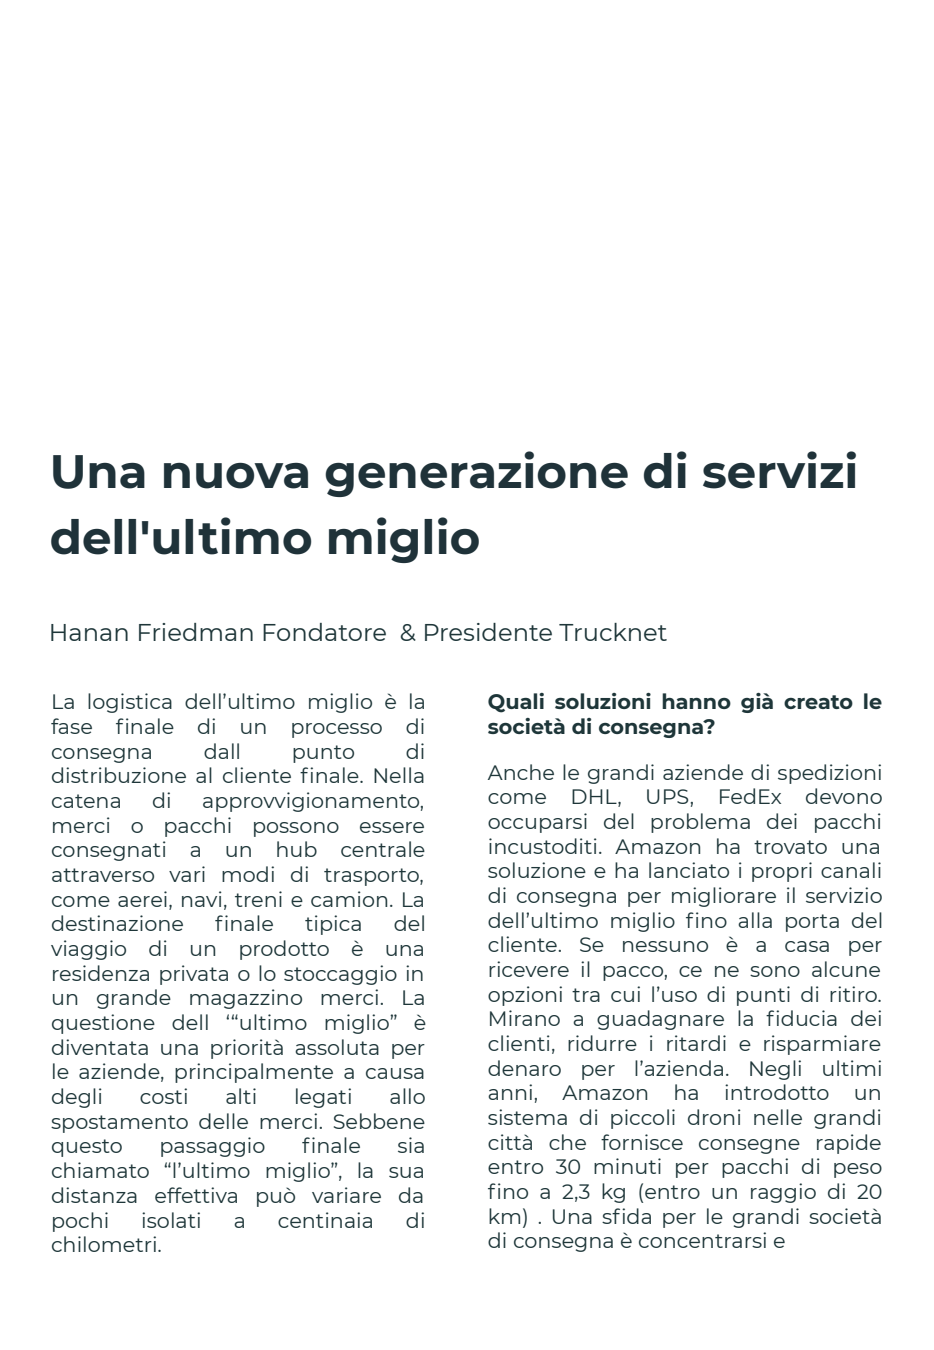 Una nuova generazione di servizi
dell'ultimo miglio
Hanan Friedman Fondatore & Presidente Trucknet
La logistica dell’ultimo miglio è la
fase finale di un processo di
consegna dall punto di
distribuzione al cliente finale. Nella
catena di approvvigionamento,
merci o pacchi possono essere
consegnati a un hub centrale
attraverso vari modi di trasporto,
come aerei, navi, treni e camion. La
destinazione finale tipica del
viaggio di un prodotto è una
residenza privata o lo stoccaggio in
un grande magazzino merci. La
questione dell ‘“ultimo miglio” è
diventata una priorità assoluta per
le aziende, principalmente a causa
degli costi alti legati allo
spostamento delle merci. Sebbene
questo passaggio finale sia
chiamato “l’ultimo miglio”, la sua
distanza effettiva può variare da
pochi isolati a centinaia di
chilometri.
Quali soluzioni hanno già creato le
società di consegna?
Anche le grandi aziende di spedizioni
come DHL, UPS, FedEx devono
occuparsi del problema dei pacchi
incustoditi. Amazon ha trovato una
soluzione e ha lanciato i propri canali
di consegna per migliorare il servizio
dell’ultimo miglio fino alla porta del
cliente. Se nessuno è a casa per
ricevere il pacco, ce ne sono alcune
opzioni tra cui l’uso di punti di ritiro.
Mirano a guadagnare la fiducia dei
clienti, ridurre i ritardi e risparmiare
denaro per l’azienda. Negli ultimi
anni, Amazon ha introdotto un
sistema di piccoli droni nelle grandi
città che fornisce consegne rapide
entro 30 minuti per pacchi di peso
fino a 2,3 kg (entro un raggio di 20
km) . Una sfida per le grandi società
di consegna è concentrarsi e